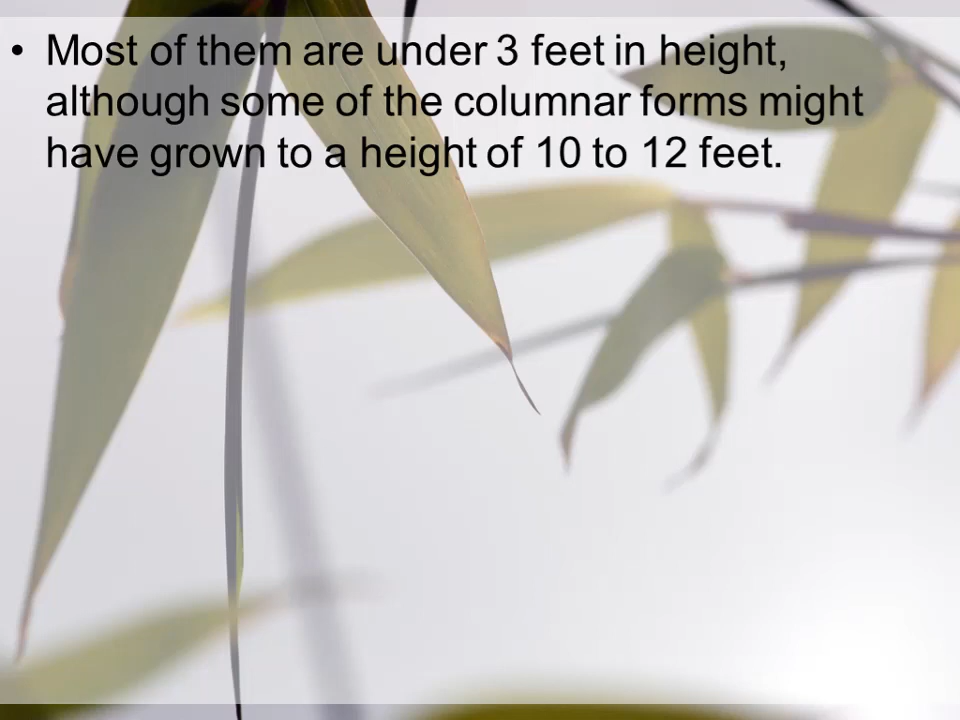 • Most of them are under 3 feet in height,
although some of the columnar forms might
have grown to a height of 10 to 12 feet.